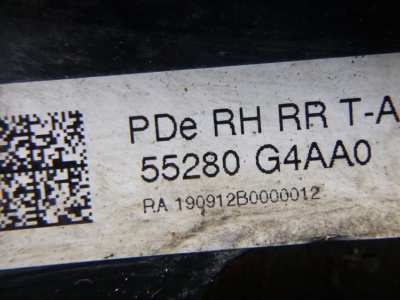 PDe RH RR T-A
55280 G4AA0
RA 190912B0000012